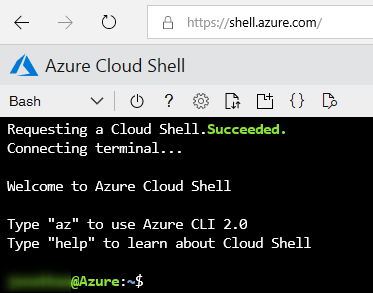 https://shell.azure.com/
Azure Cloud Shell
Bash
?
{}
Requesting a Cloud Shell.Succeeded.
Connecting terminal...
Welcome to Azure Cloud Shell
Type "az" to use Azure CLI 2.0
Type "help" to learn about Cloud Shell
@Azure:~$